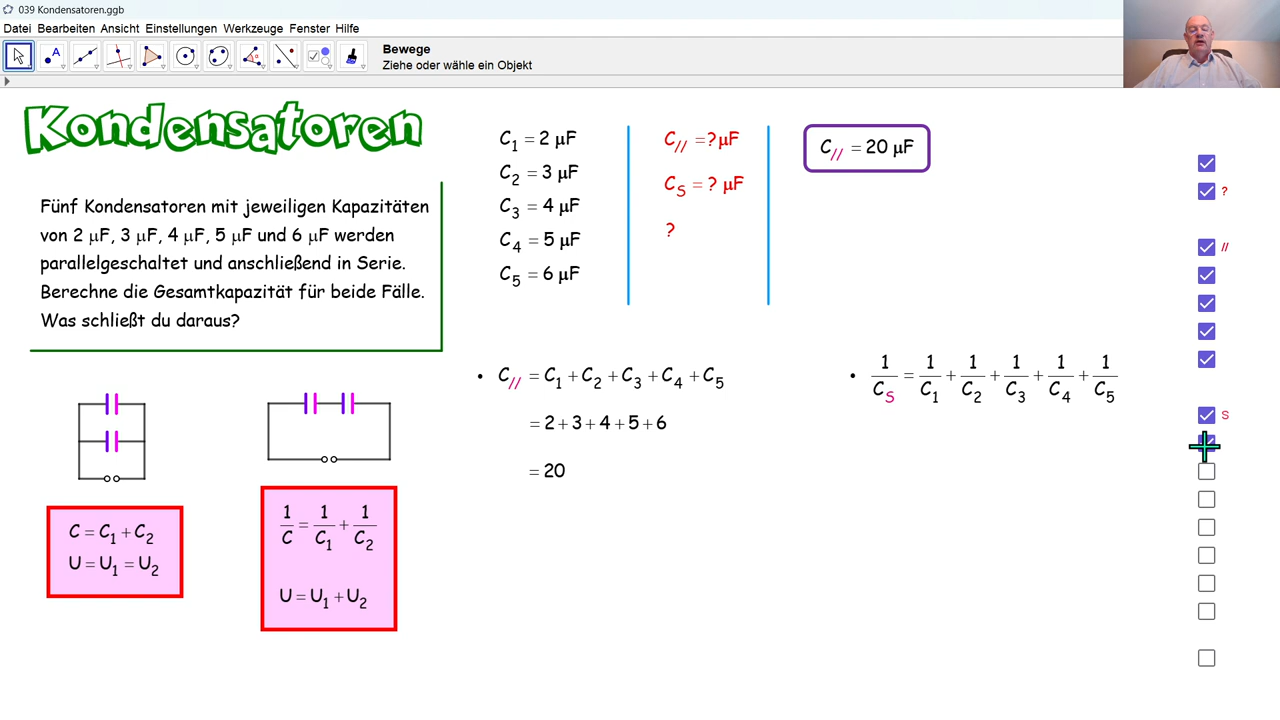 039 Kondensatoren.ggb
Datei Bearbeiten Ansicht Einstellungen Werkzeuge Fenster Hilfe
A
Bewege
Ziehe oder wähle ein Objekt
Kondensatoren
Fünf Kondensatoren mit jeweiligen Kapazitäten
von 2 μF, 3 μF, 4 μF, 5 μF und 6 μF werden
parallelgeschaltet und anschließend in Serie.
Berechne die Gesamtkapazität für beide Fälle.
Was schließt du daraus?
C₁ = 2 μF
C₂ = 3 μF
C₃ = 4 μF
C₄ = 5 μF
C₅ = 6 μF
C// =?μF
C_S = ? μF
?
C// = 20 μF
?
//
S
• C// = C₁ + C₂ + C₃ + C₄ + C₅
= 2 + 3 + 4 + 5 + 6
= 20
• 1/C_S = 1/C₁ + 1/C₂ + 1/C₃ + 1/C₄ + 1/C₅
C = C₁ + C₂
U = U₁ = U₂
1/C = 1/C₁ + 1/C₂
U = U₁ + U₂